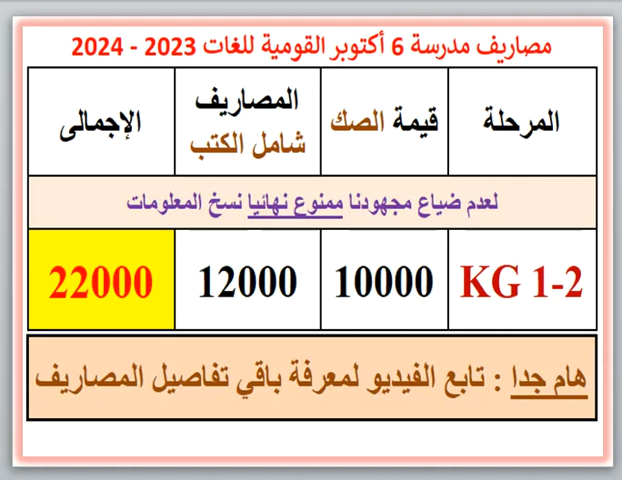 مصاريف مدرسة 6 أكتوبر القومية للغات 2023 - 2024
المرحلة
قيمة الصك
المصاريف
شامل الكتب
الإجمالى
لعدم ضياع مجهودنا ممنوع نهائيا نسخ المعلومات
KG 1-2
10000
12000
22000
هام جدا : تابع الفيديو لمعرفة باقي تفاصيل المصاريف